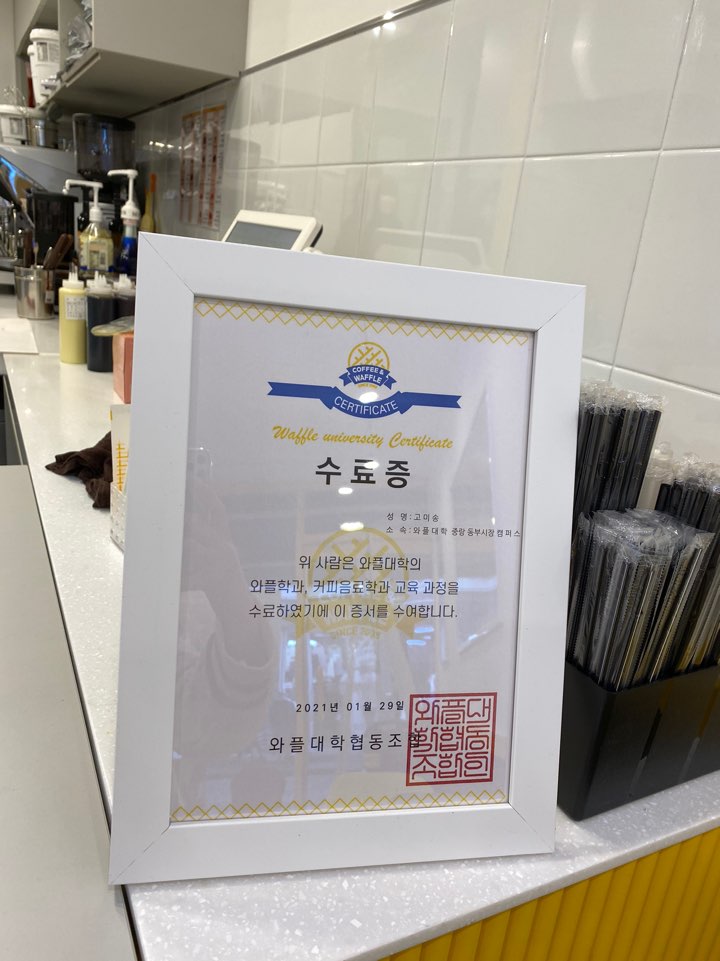 COFFEE &
WAFFLE
CERTIFICATE
Waffle university Certificate
수료증
성 명 : 고미송
소 속 : 와플대학 중랑동부시장캠퍼스
위 사람은 와플대학의
와플학과, 커피음료학과 교육 과정을
수료하였기에 이 증서를 수여합니다.
2021년 01월 29일
와플대학협동조합
와플대
학협동
조합인